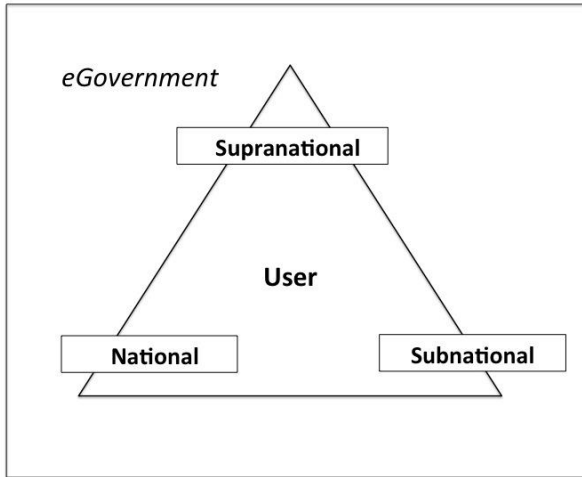 eGovernment
Supranational
User
National
Subnational